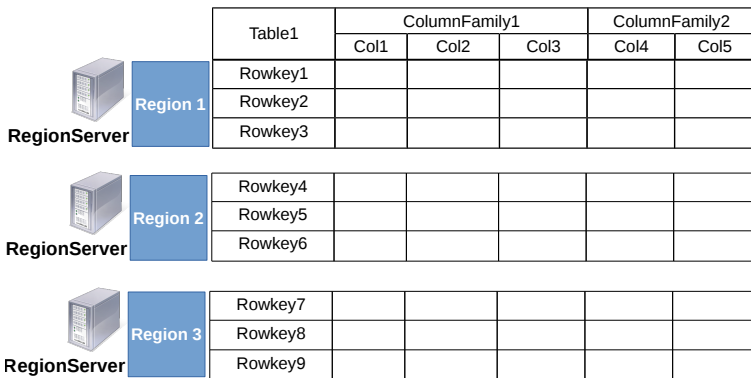 Table1 ColumnFamily1 ColumnFamily2
Col1 Col2 Col3 Col4 Col5
Rowkey1
Region 1 Rowkey2
RegionServer Rowkey3
Rowkey4
Region 2 Rowkey5
RegionServer Rowkey6
Rowkey7
Region 3 Rowkey8
RegionServer Rowkey9